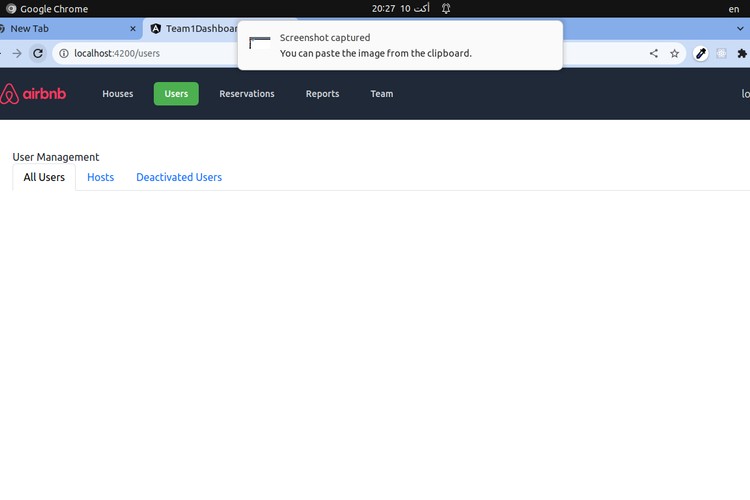 Google Chrome
20:27 10 أكت
en
New Tab
Team1Dashboar
Screenshot captured
You can paste the image from the clipboard.
localhost:4200/users
airbnb
Houses
Users
Reservations
Reports
Team
lo
User Management
All Users
Hosts
Deactivated Users